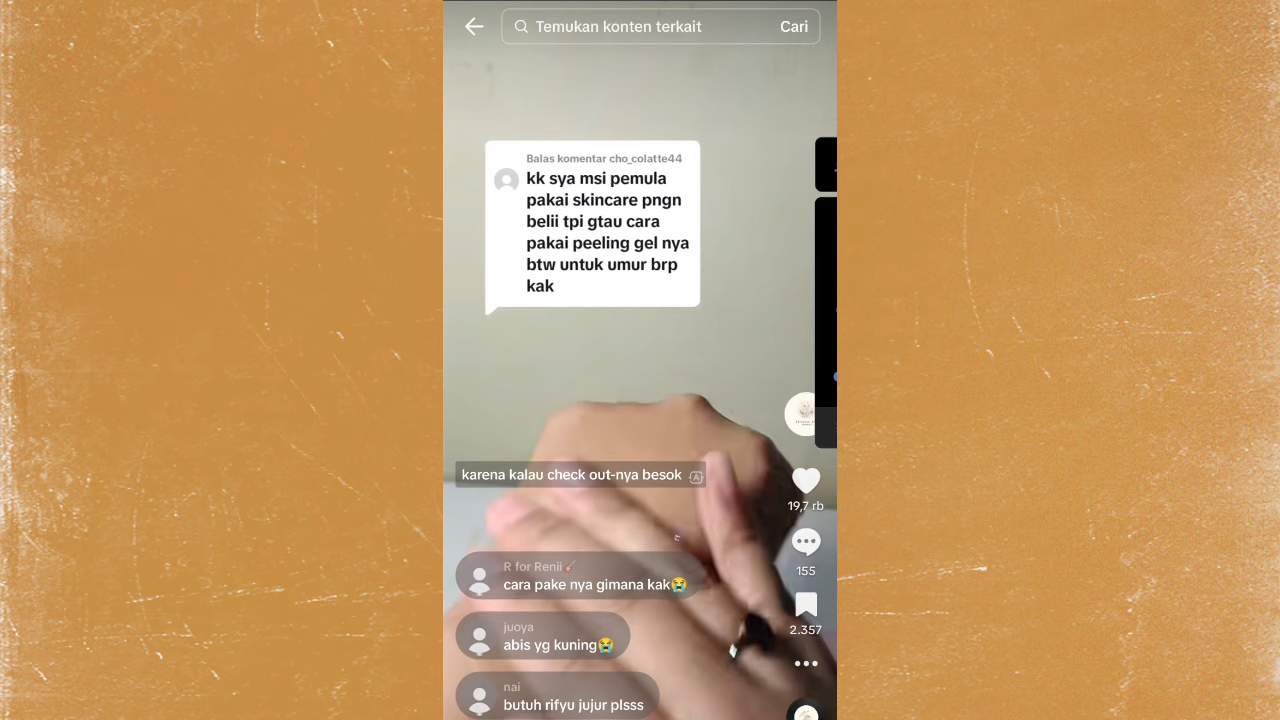 Temukan konten terkait
Cari
Balas komentar cho_colatte44
kk sya msi pemula
pakai skincare pngn
belii tpi gtau cara
pakai peeling gel nya
btw untuk umur brp
kak
karena kalau check out-nya besok
19,7 rb
R for Renii🎸
cara pake nya gimana kak😭
155
juoya
abis yg kuning😭
2.357
nai
butuh rifyu jujur plsss